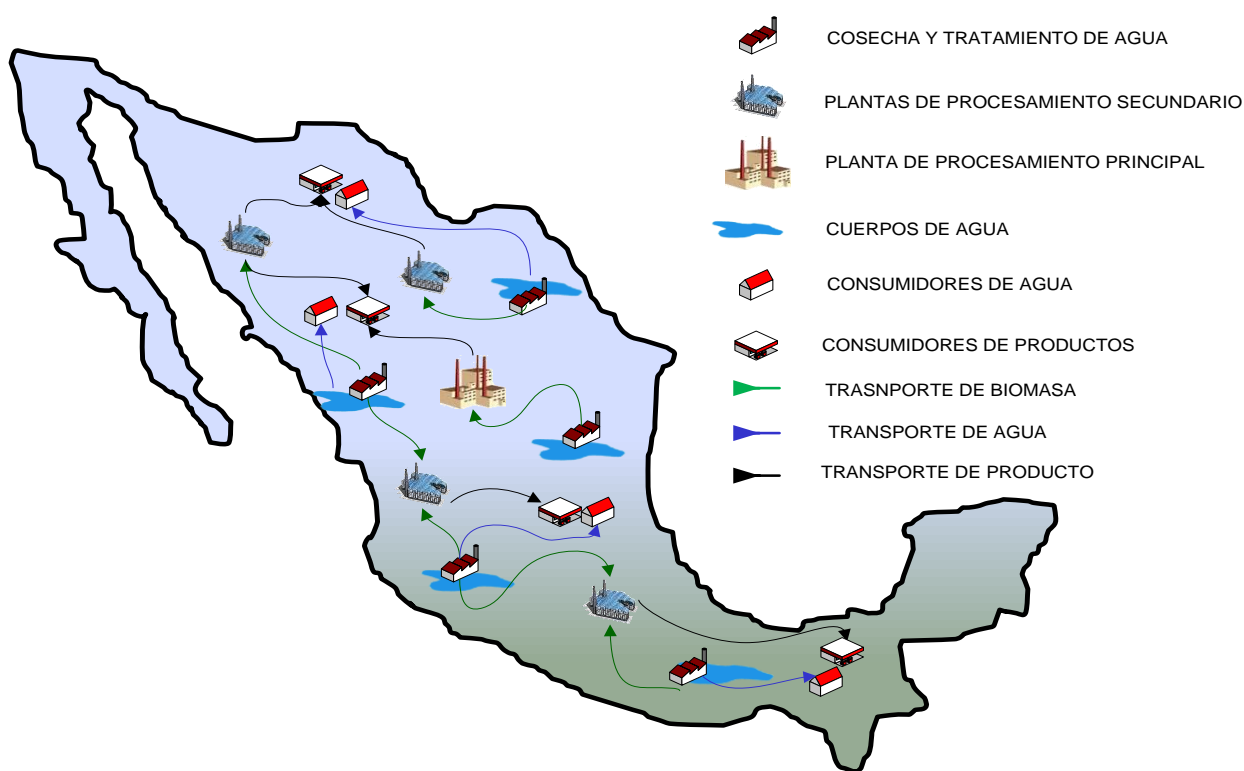 COSECHA Y TRATAMIENTO DE AGUA
PLANTAS DE PROCESAMIENTO SECUNDARIO
PLANTA DE PROCESAMIENTO PRINCIPAL
CUERPOS DE AGUA
CONSUMIDORES DE AGUA
CONSUMIDORES DE PRODUCTOS
TRASNPORTE DE BIOMASA
TRANSPORTE DE AGUA
TRANSPORTE DE PRODUCTO